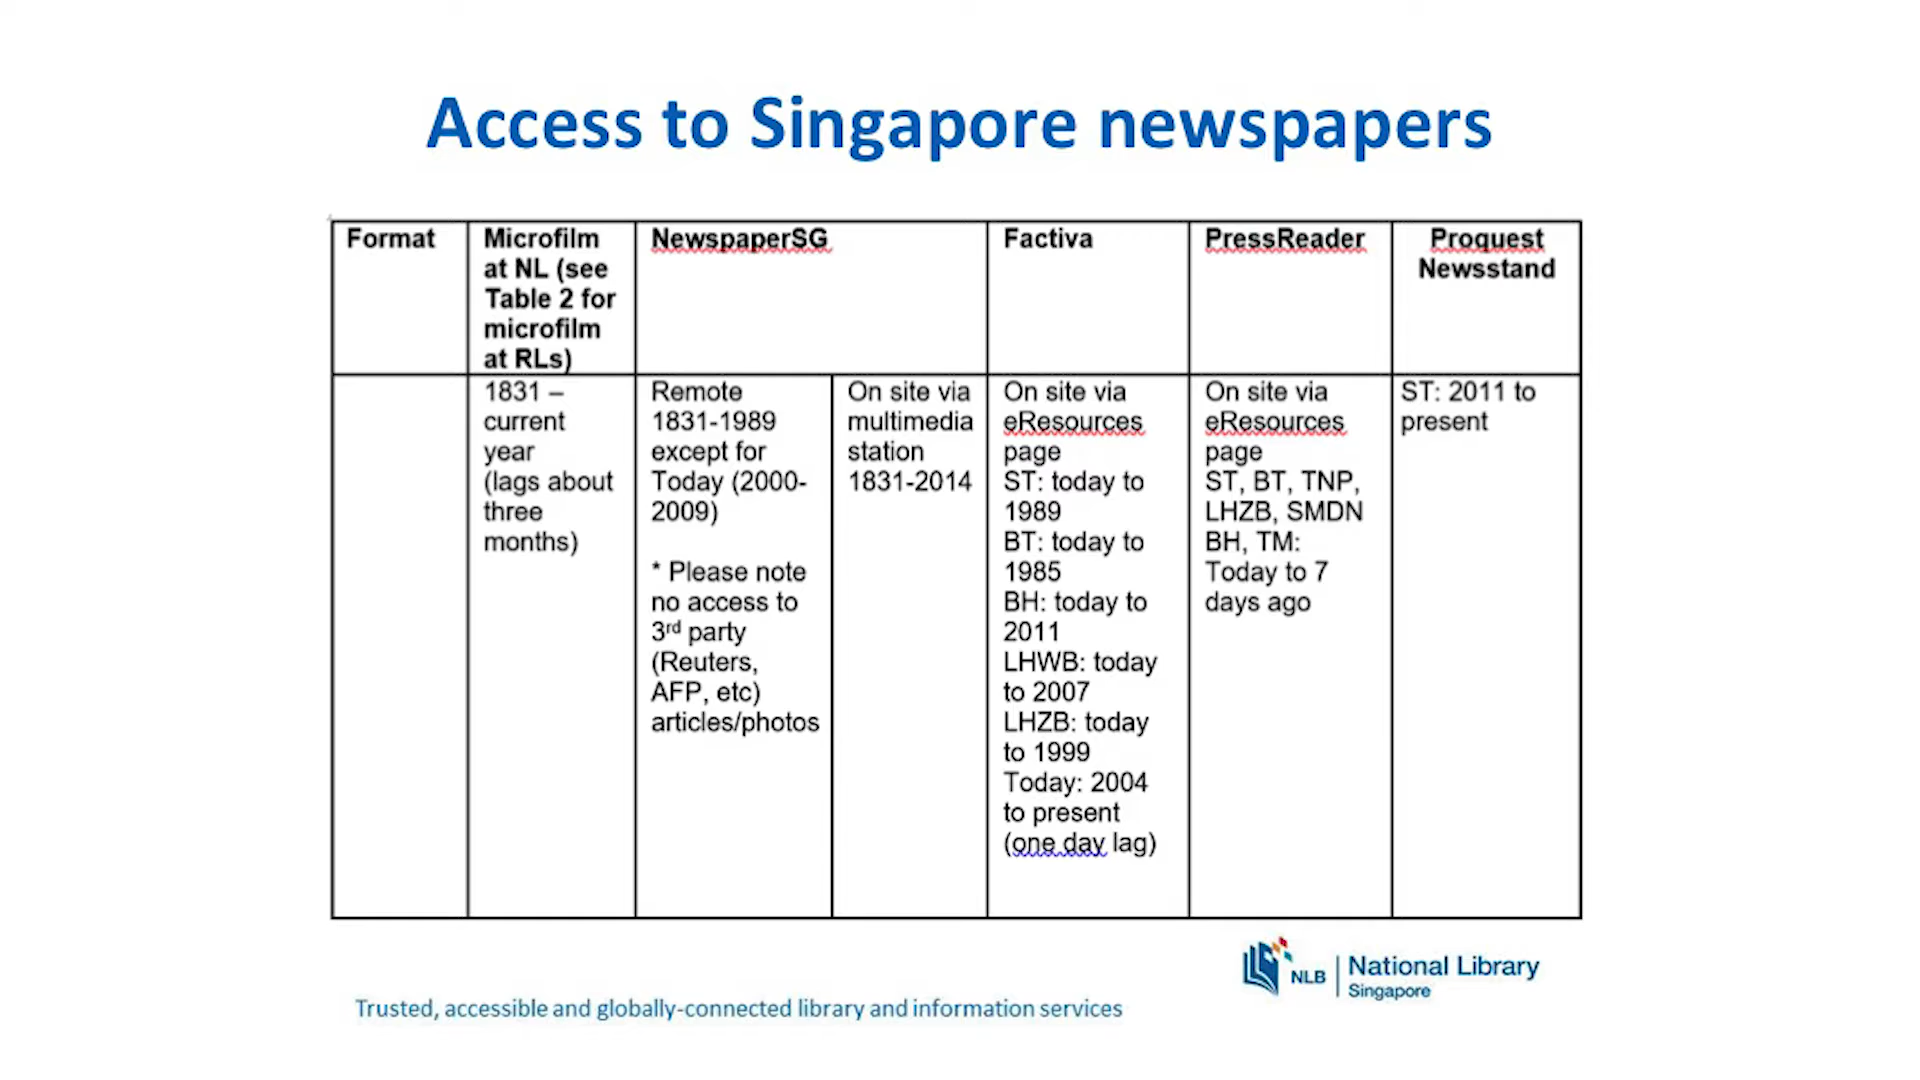 Access to Singapore newspapers
Format
Microfilm
at NL (see
Table 2 for
microfilm
at RLs)
NewspaperSG
Factiva
PressReader
Proquest
Newsstand
1831 –
current
year
(lags about
three
months)
Remote
1831-1989
except for
Today (2000-
2009)
* Please note
no access to
3rd party
(Reuters,
AFP, etc)
articles/photos
On site via
multimedia
station
1831-2014
On site via
eResources
page
ST: today to
1989
BT: today to
1985
BH: today to
2011
LHWB: today
to 2007
LHZB: today
to 1999
Today: 2004
to present
(one day lag)
On site via
eResources
page
ST, BT, TNP,
LHZB, SMDN
BH, TM:
Today to 7
days ago
ST: 2011 to
present
NLB
National Library
Singapore
Trusted, accessible and globally-connected library and information services